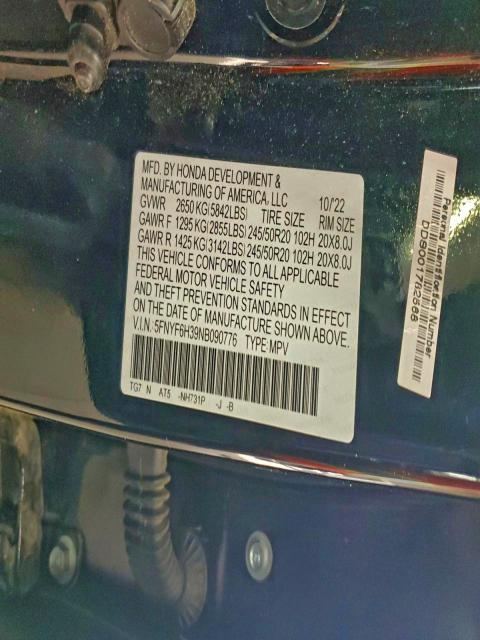 MFD. BY HONDA DEVELOPMENT &
MANUFACTURING OF AMERICA, LLC 10/22
GVWR 2650 KG(5842LBS) TIRE SIZE RIM SIZE
GAWR F 1295 KG(2855LBS) 245/50R20 102H 20X8.0J
GAWR R 1425 KG(3142LBS) 245/50R20 102H 20X8.0J
THIS VEHICLE CONFORMS TO ALL APPLICABLE
FEDERAL MOTOR VEHICLE SAFETY
AND THEFT PREVENTION STANDARDS IN EFFECT
ON THE DATE OF MANUFACTURE SHOWN ABOVE.
V.I.N.: 5FNYF6H39NB090776 TYPE:MPV
TG7 N AT5 -NH731P -J -B
Personal Identification Number